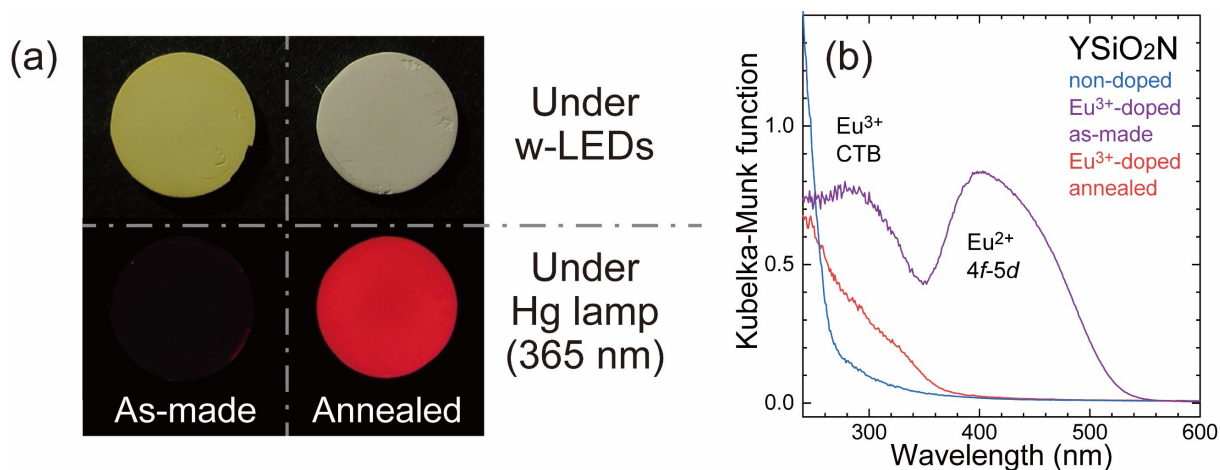 (a)
Under
w-LEDs
Under
Hg lamp
(365 nm)
As-made
Annealed
(b)
YSiO₂N
non-doped
Eu³⁺-doped
as-made
Eu³⁺-doped
annealed
Eu³⁺
CTB
Eu²⁺
4f-5d
Kubelka-Munk function
1.0
0.5
0.0
300
400
500
600
Wavelength (nm)